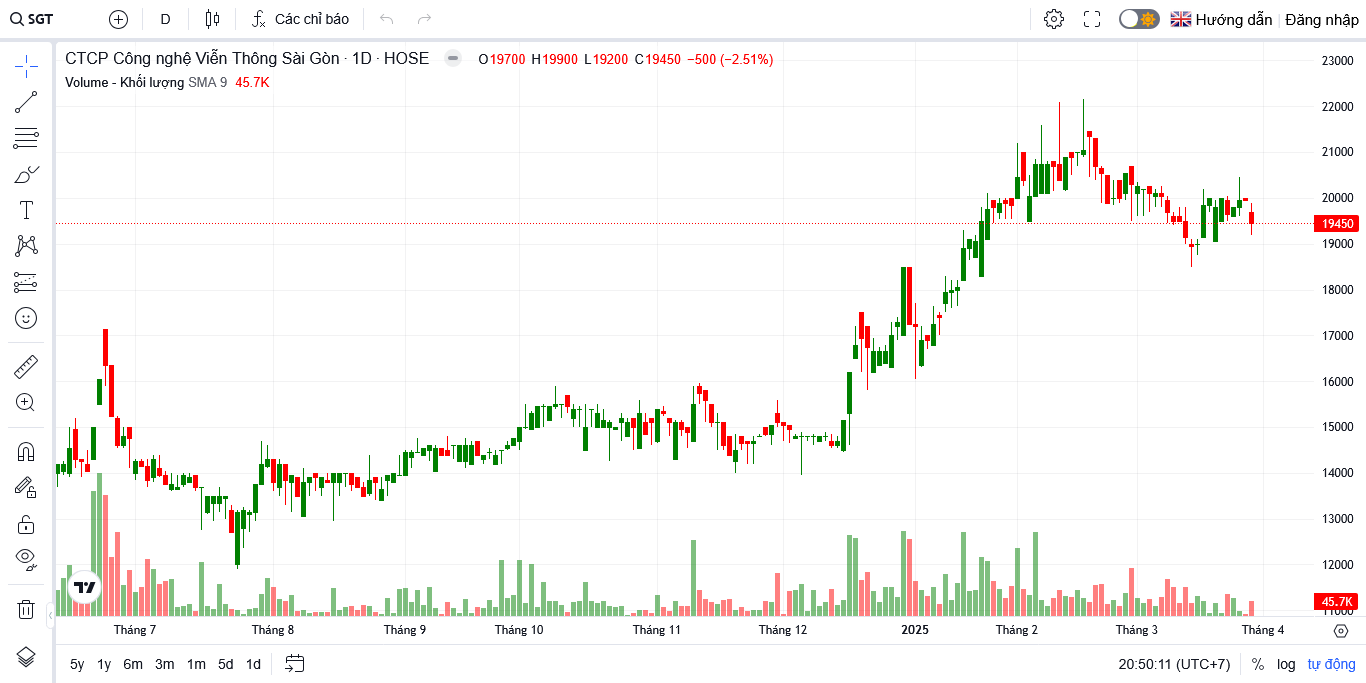 SGT D Các chỉ báo Hướng dẫn Đăng nhập
CTCP Công nghệ Viễn Thông Sài Gòn · 1D · HOSE O19700 H19900 L19200 C19450 −500 (−2.51%)
Volume - Khối lượng SMA 9 45.7K
23000
22000
21000
20000
19450
19000
18000
17000
16000
15000
14000
13000
12000
45.7K
11000
Tháng 7 Tháng 8 Tháng 9 Tháng 10 Tháng 11 Tháng 12 2025 Tháng 2 Tháng 3 Tháng 4
5y 1y 6m 3m 1m 5d 1d 20:50:11 (UTC+7) % log tự động